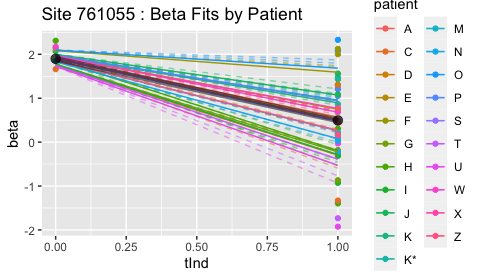 Site 761055 : Beta Fits by Patient
patient
A
C
D
E
F
G
H
I
J
K
K*
M
N
O
P
S
T
U
W
X
Z
beta
2
1
0
-1
-2
0.00
0.25
0.50
0.75
1.00
tInd